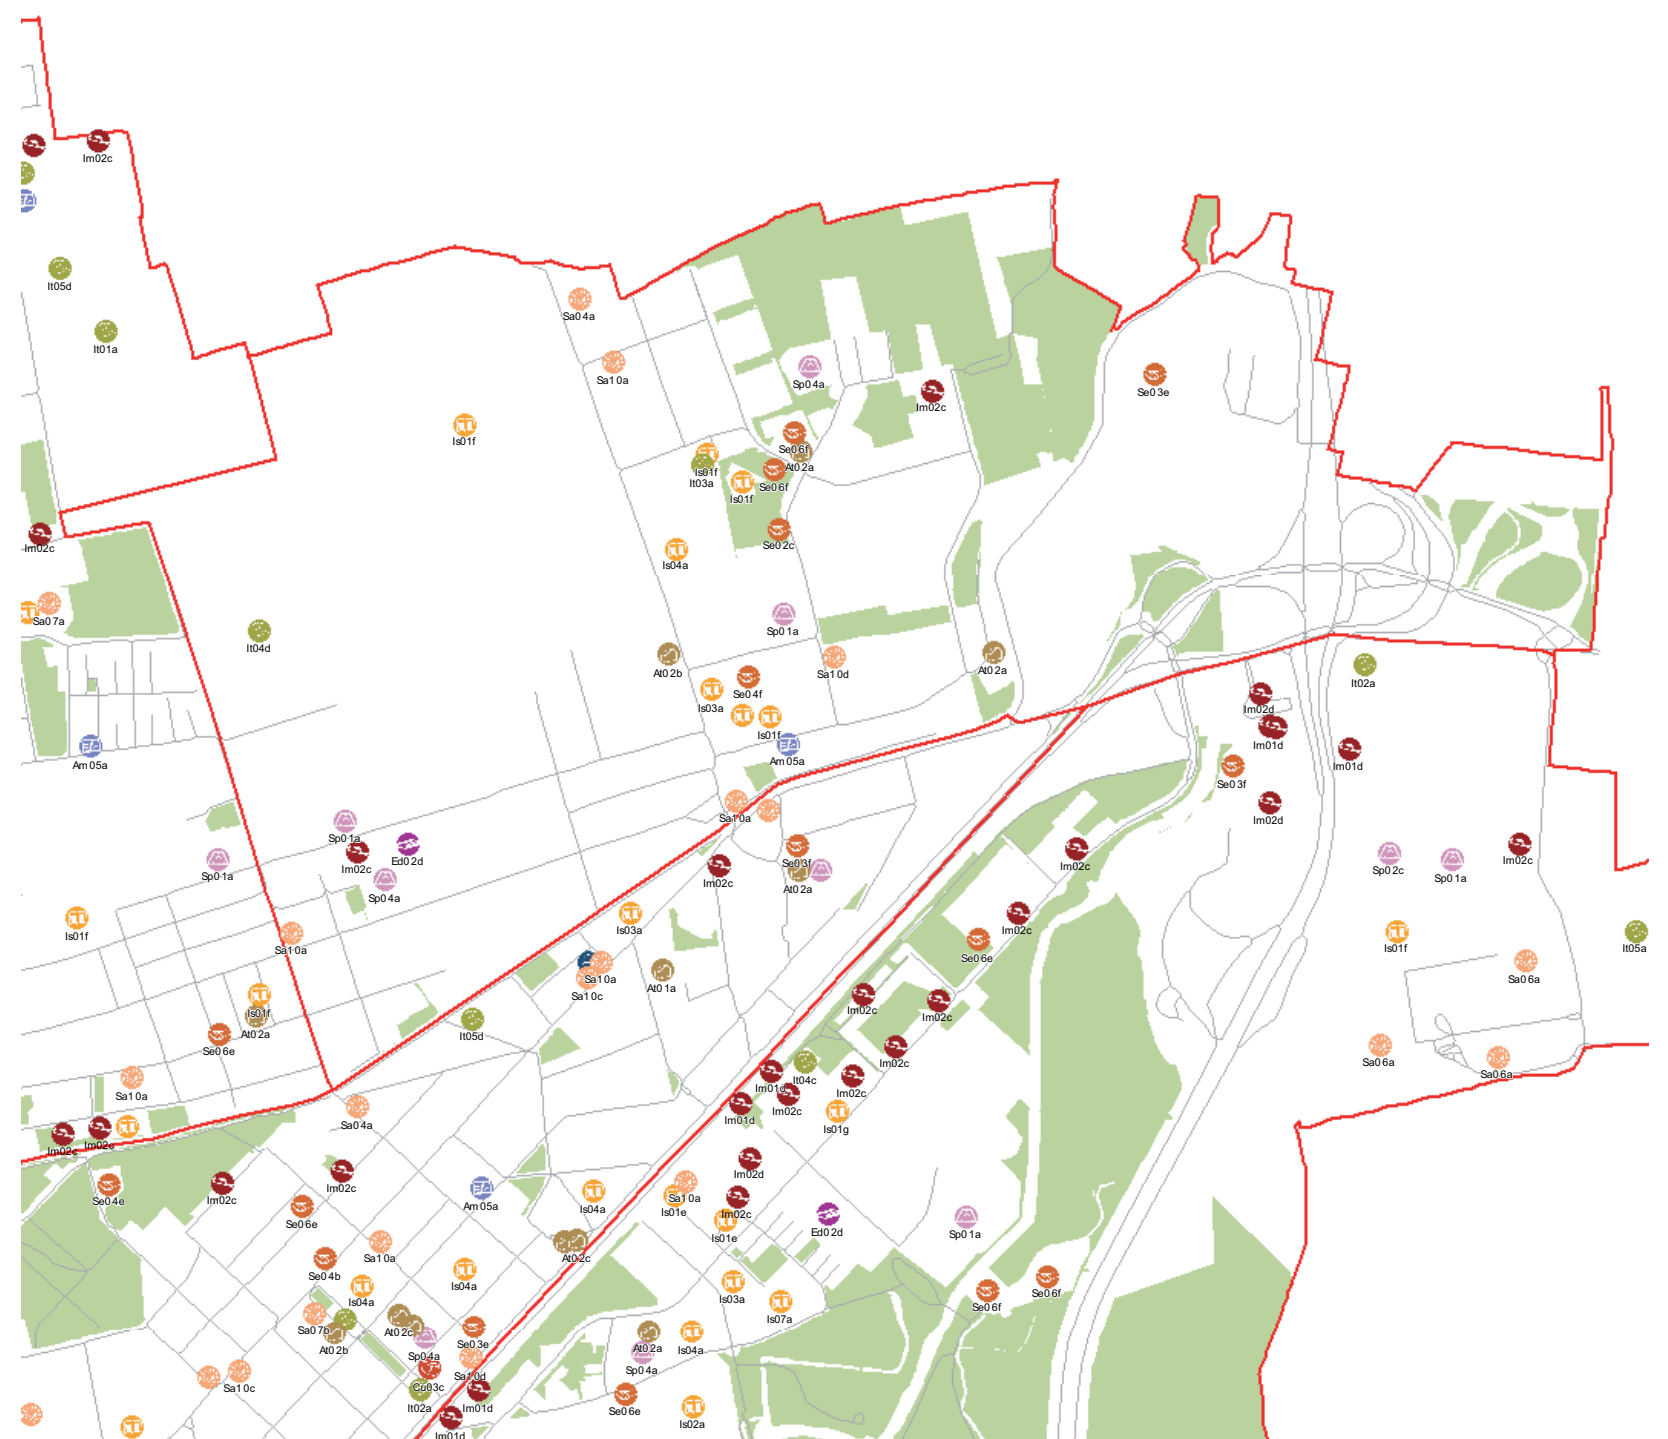 Im02c
It05d
Sa04a
It01a
Sa10a
Sp04a
Se03e
Im02c
Is01f
Se06f
At02a
Is01f
It03a
Se06f
Is01f
Im02c
Se02c
Is04a
Sa07a
Sp01a
It04d
At02b
Sa10d
At02a
It02a
Se04f
Is03a
Im02d
Is01f
Im01d
Am05a
Am05a
Im01d
Se03f
Sa10a
Im02d
Sp01a
Ed02d
Se03f
Im02c
Im02c
Sp01a
Im02c
At02a
Im02c
Sp02c
Sp01a
Sp04a
Is01f
Is03a
Im02c
Is01f
It05a
Sa10a
Se06e
Sa10a
Sa10c
At01a
Sa06a
Is01f
Im02c
Im02c
At02a
It05d
Se06e
Im02c
Sa06a
Sa06a
Im01d
It04c
Sa10a
Im02c
Im02c
Sa04a
Im01d
Is01g
Im02c
Im02e
Im02d
Im02c
Im02c
Se04e
Am05a
Is04a
Sa10a
Is01e
Im02c
Se06e
Is01e
Ed02d
Sp01a
Sa10a
At02c
Se04b
Is04a
Is04a
Is03a
Se06f
Se06f
Is07a
Sa07b
At02c
At02b
Se03e
At02a
Is04a
Sp04a
Sp04a
Sa10d
Sa10c
Cu03c
It02a
Im01d
Se06e
Is02a
Im01d